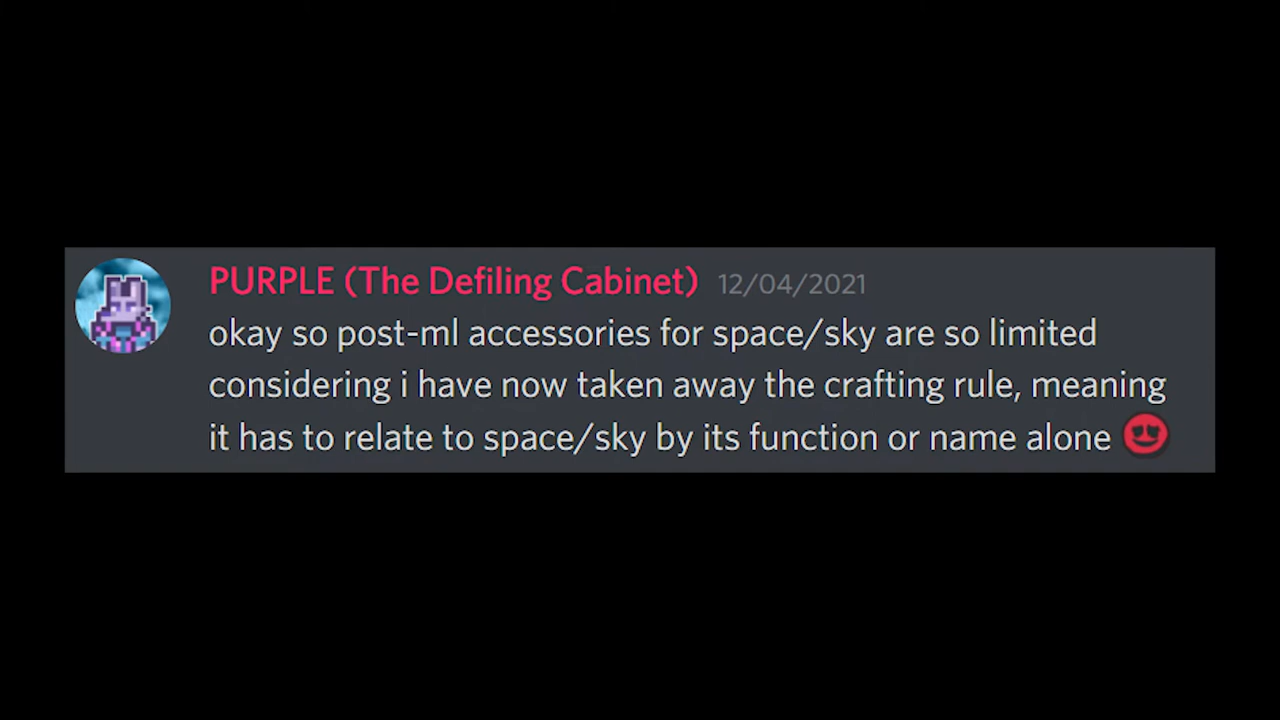 PURPLE (The Defiling Cabinet) 12/04/2021
okay so post-ml accessories for space/sky are so limited
considering i have now taken away the crafting rule, meaning
it has to relate to space/sky by its function or name alone